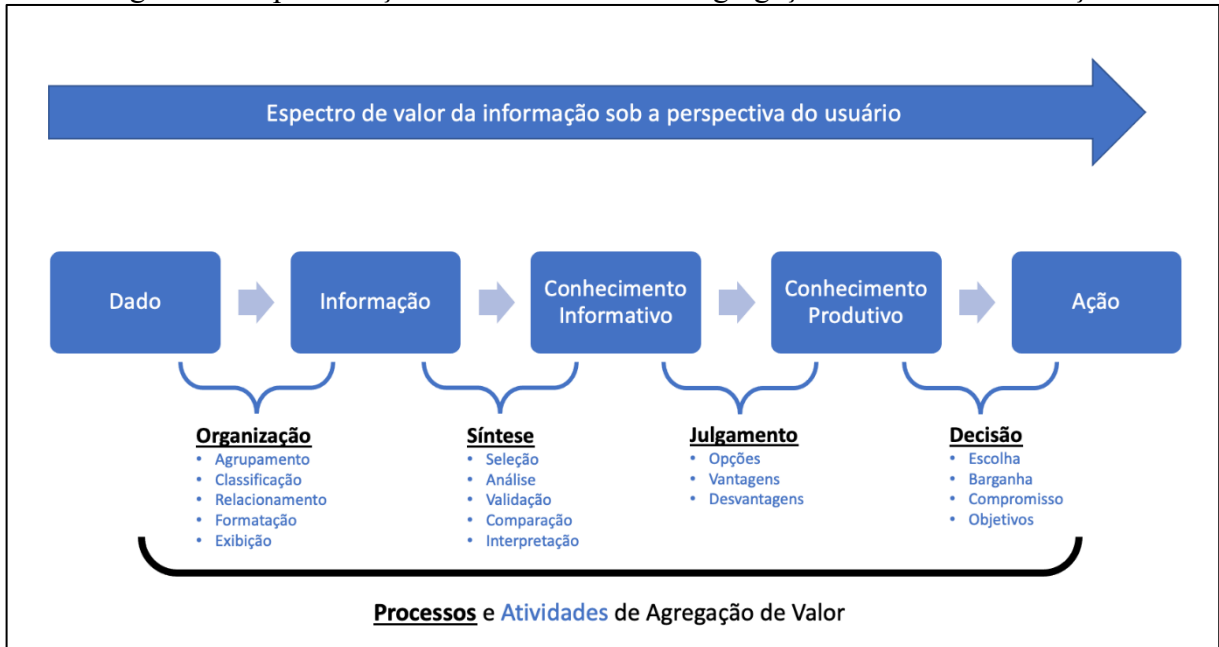 Espectro de valor da informação sob a perspectiva do usuário
Dado
Informação
Conhecimento
Informativo
Conhecimento
Produtivo
Ação
Organização
• Agrupamento
• Classificação
• Relacionamento
• Formatação
• Exibição
Síntese
• Seleção
• Análise
• Validação
• Comparação
• Interpretação
Julgamento
• Opções
• Vantagens
• Desvantagens
Decisão
• Escolha
• Barganha
• Compromisso
• Objetivos
Processos e Atividades de Agregação de Valor